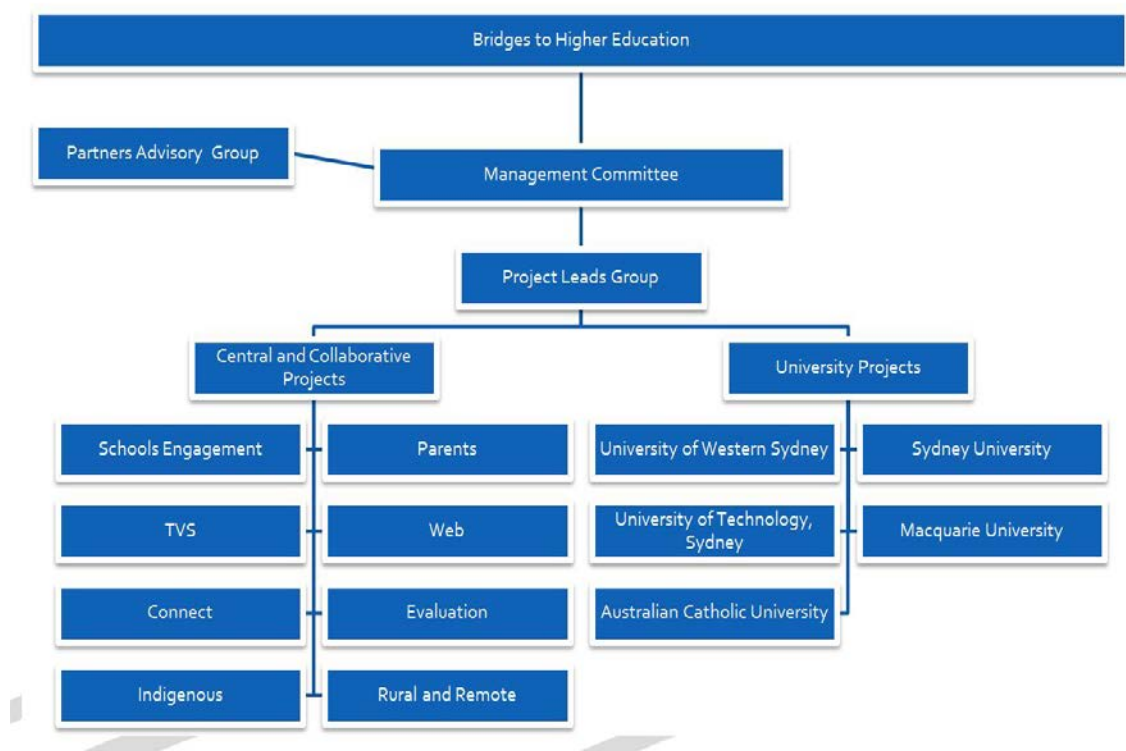 Bridges to Higher Education
Partners Advisory Group
Management Committee
Project Leads Group
Central and Collaborative
Projects
University Projects
Schools Engagement
Parents
University of Western Sydney
Sydney University
TVS
Web
University of Technology,
Sydney
Macquarie University
Connect
Evaluation
Australian Catholic University
Indigenous
Rural and Remote